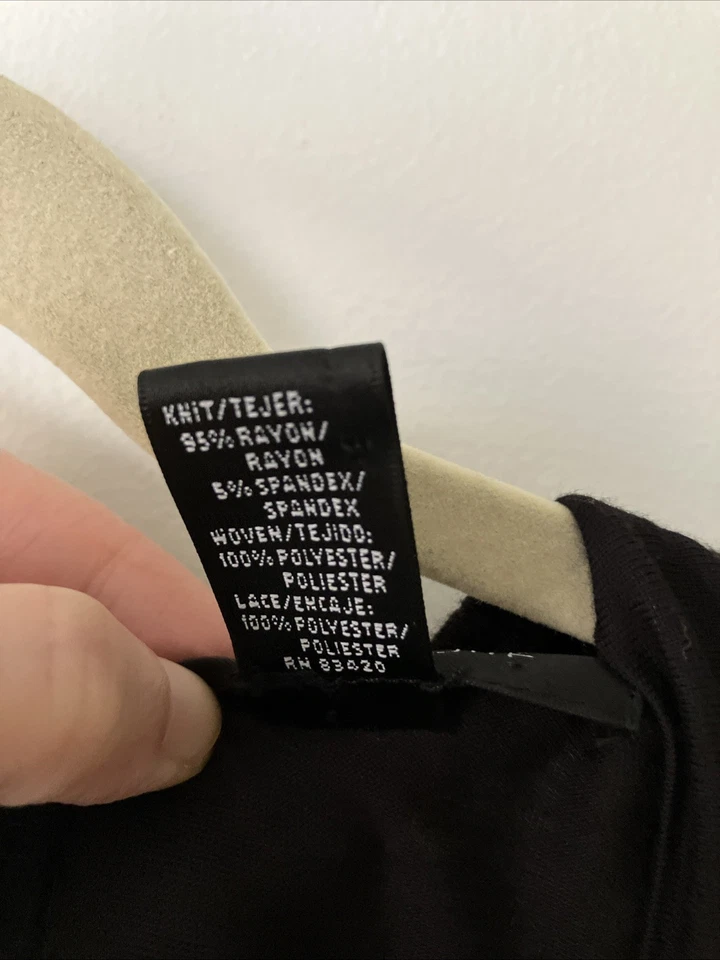 KNIT/TEJER:
95% RAYON/
RAYON
5% SPANDEX/
SPANDEX
WOVEN/TEJIDO:
100% POLYESTER/
POLIESTER
LACE/ENCAJE:
100% POLYESTER/
POLIESTER
RN 83420